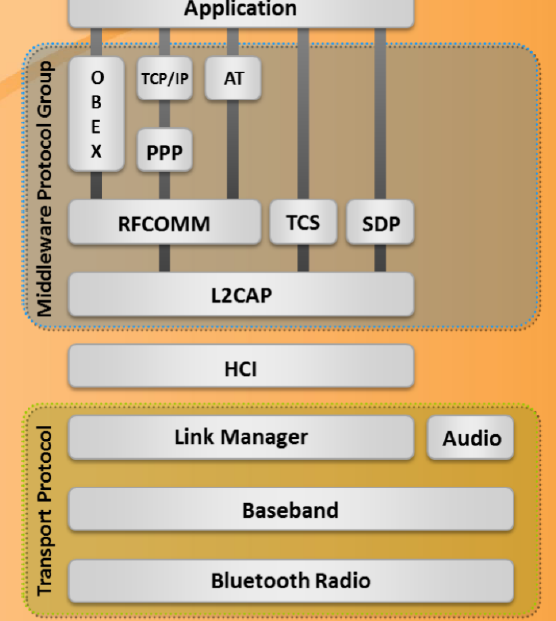 Application
Middleware Protocol Group
OBEX
TCP/IP
AT
PPP
RFCOMM
TCS
SDP
L2CAP
HCI
Transport Protocol
Link Manager
Audio
Baseband
Bluetooth Radio